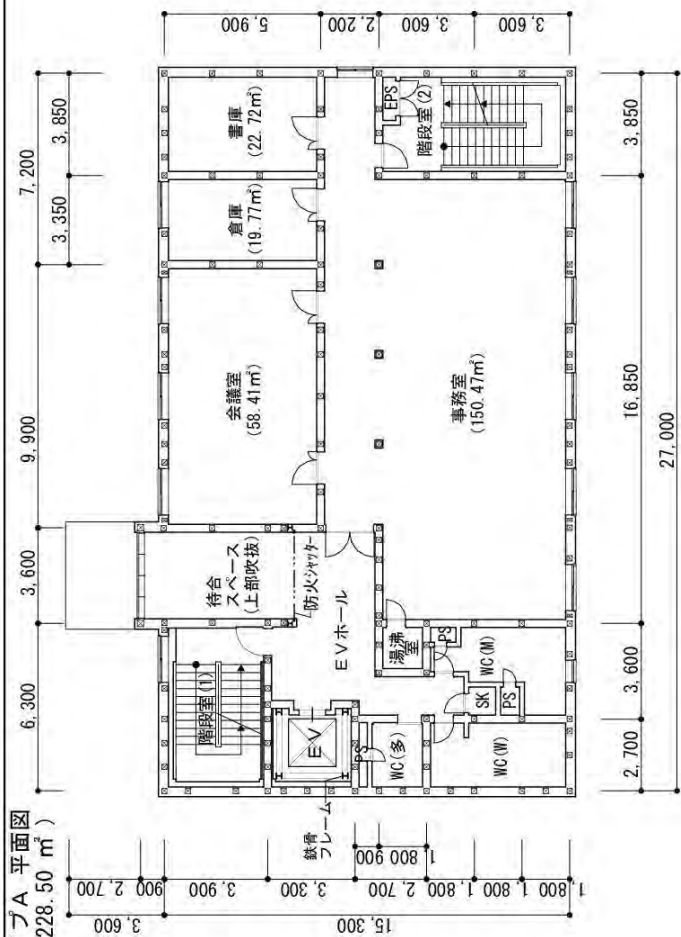 プA 平面図
228.50 ㎡)
6,300
3,600
9,900
7,200
3,350
3,850
3,600
2,700
900
3,900
3,300
2,700
1,800
900
1,800
1,800
1,800
15,300
5,900
2,200
3,600
3,600
階段室(1)
待合
スペース
(上部吹抜)
防火シャッター
会議室
(58.41㎡)
倉庫
(19.77㎡)
書庫
(22.72㎡)
鉄骨
フレーム
EV
EVホール
PS
WC(多)
湯沸
室
PS
WC(M)
SK
PS
WC(W)
事務室
(150.47㎡)
EPS
階段室(2)
2,700
3,600
16,850
3,850
27,000